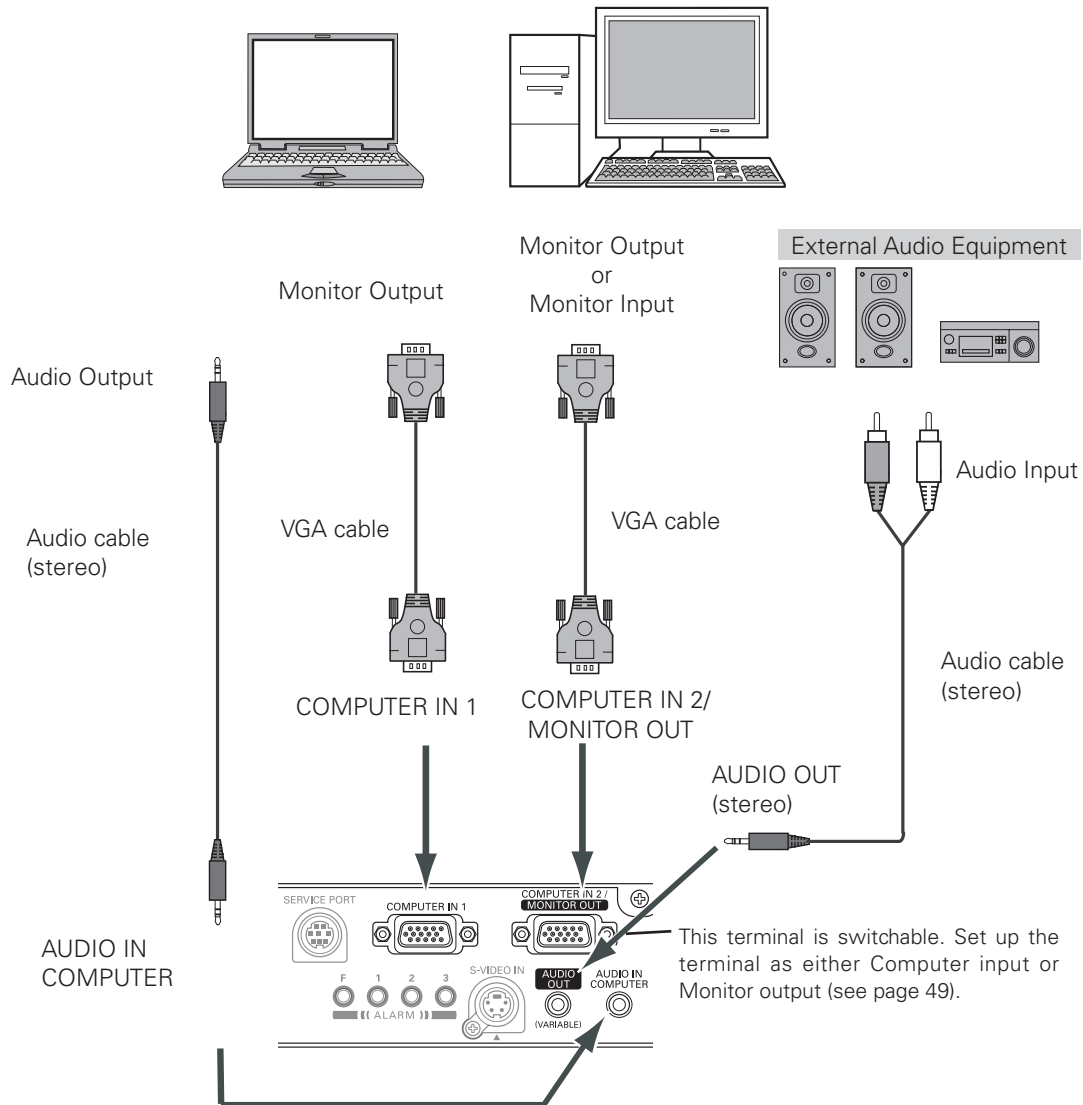 Monitor Output
or
Monitor Input
External Audio Equipment
Monitor Output
Audio Output
Audio Input
VGA cable
VGA cable
Audio cable
(stereo)
Audio cable
(stereo)
COMPUTER IN 1
COMPUTER IN 2/
MONITOR OUT
AUDIO OUT
(stereo)
SERVICE PORT
COMPUTER IN 1
COMPUTER IN 2 /
MONITOR OUT
This terminal is switchable. Set up the
terminal as either Computer input or
Monitor output (see page 49).
AUDIO IN
COMPUTER
F 1 2 3
ALARM
S-VIDEO IN
AUDIO
OUT
(VARIABLE)
AUDIO IN
COMPUTER